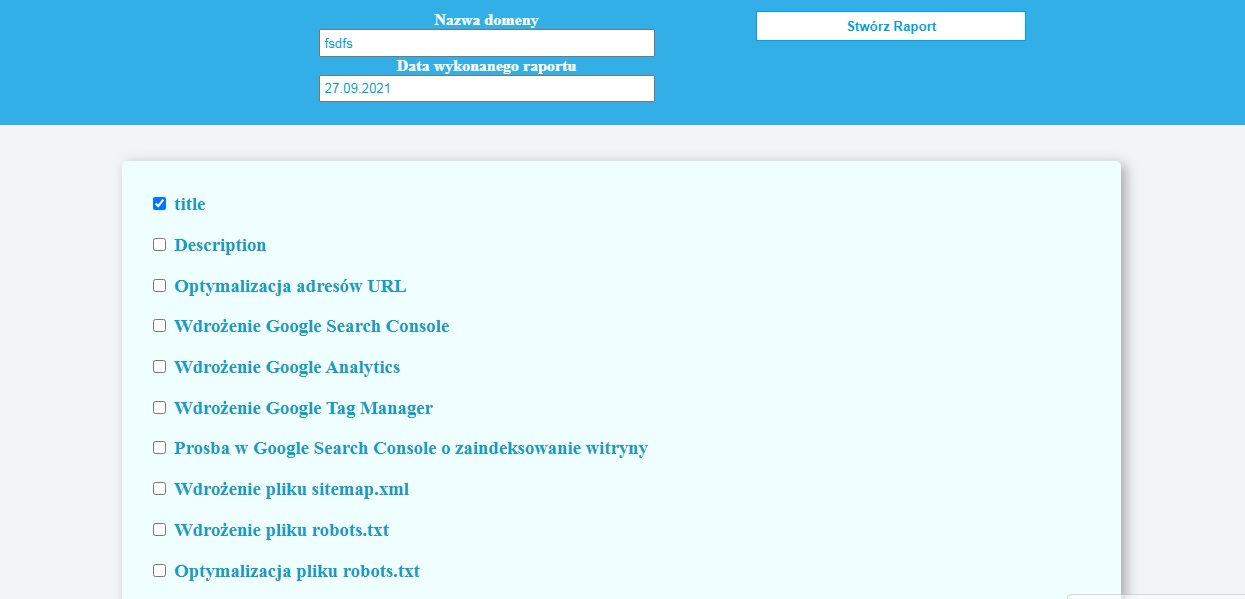 Nazwa domeny
fsdfs
Data wykonanego raportu
27.09.2021
Stwórz Raport
title
Description
Optymalizacja adresów URL
Wdrożenie Google Search Console
Wdrożenie Google Analytics
Wdrożenie Google Tag Manager
Prosba w Google Search Console o zaindeksowanie witryny
Wdrożenie pliku sitemap.xml
Wdrożenie pliku robots.txt
Optymalizacja pliku robots.txt